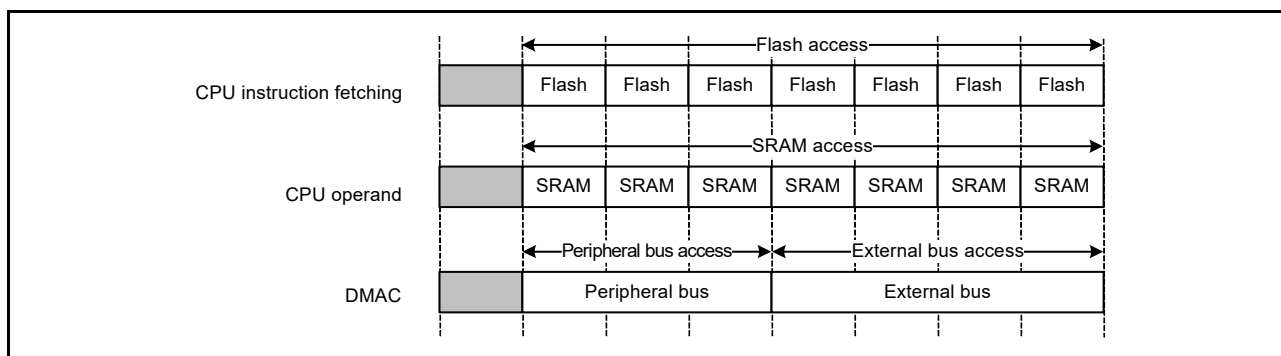 Flash access
CPU instruction fetching Flash Flash Flash Flash Flash Flash Flash
SRAM access
CPU operand SRAM SRAM SRAM SRAM SRAM SRAM SRAM
Peripheral bus access External bus access
DMAC Peripheral bus External bus